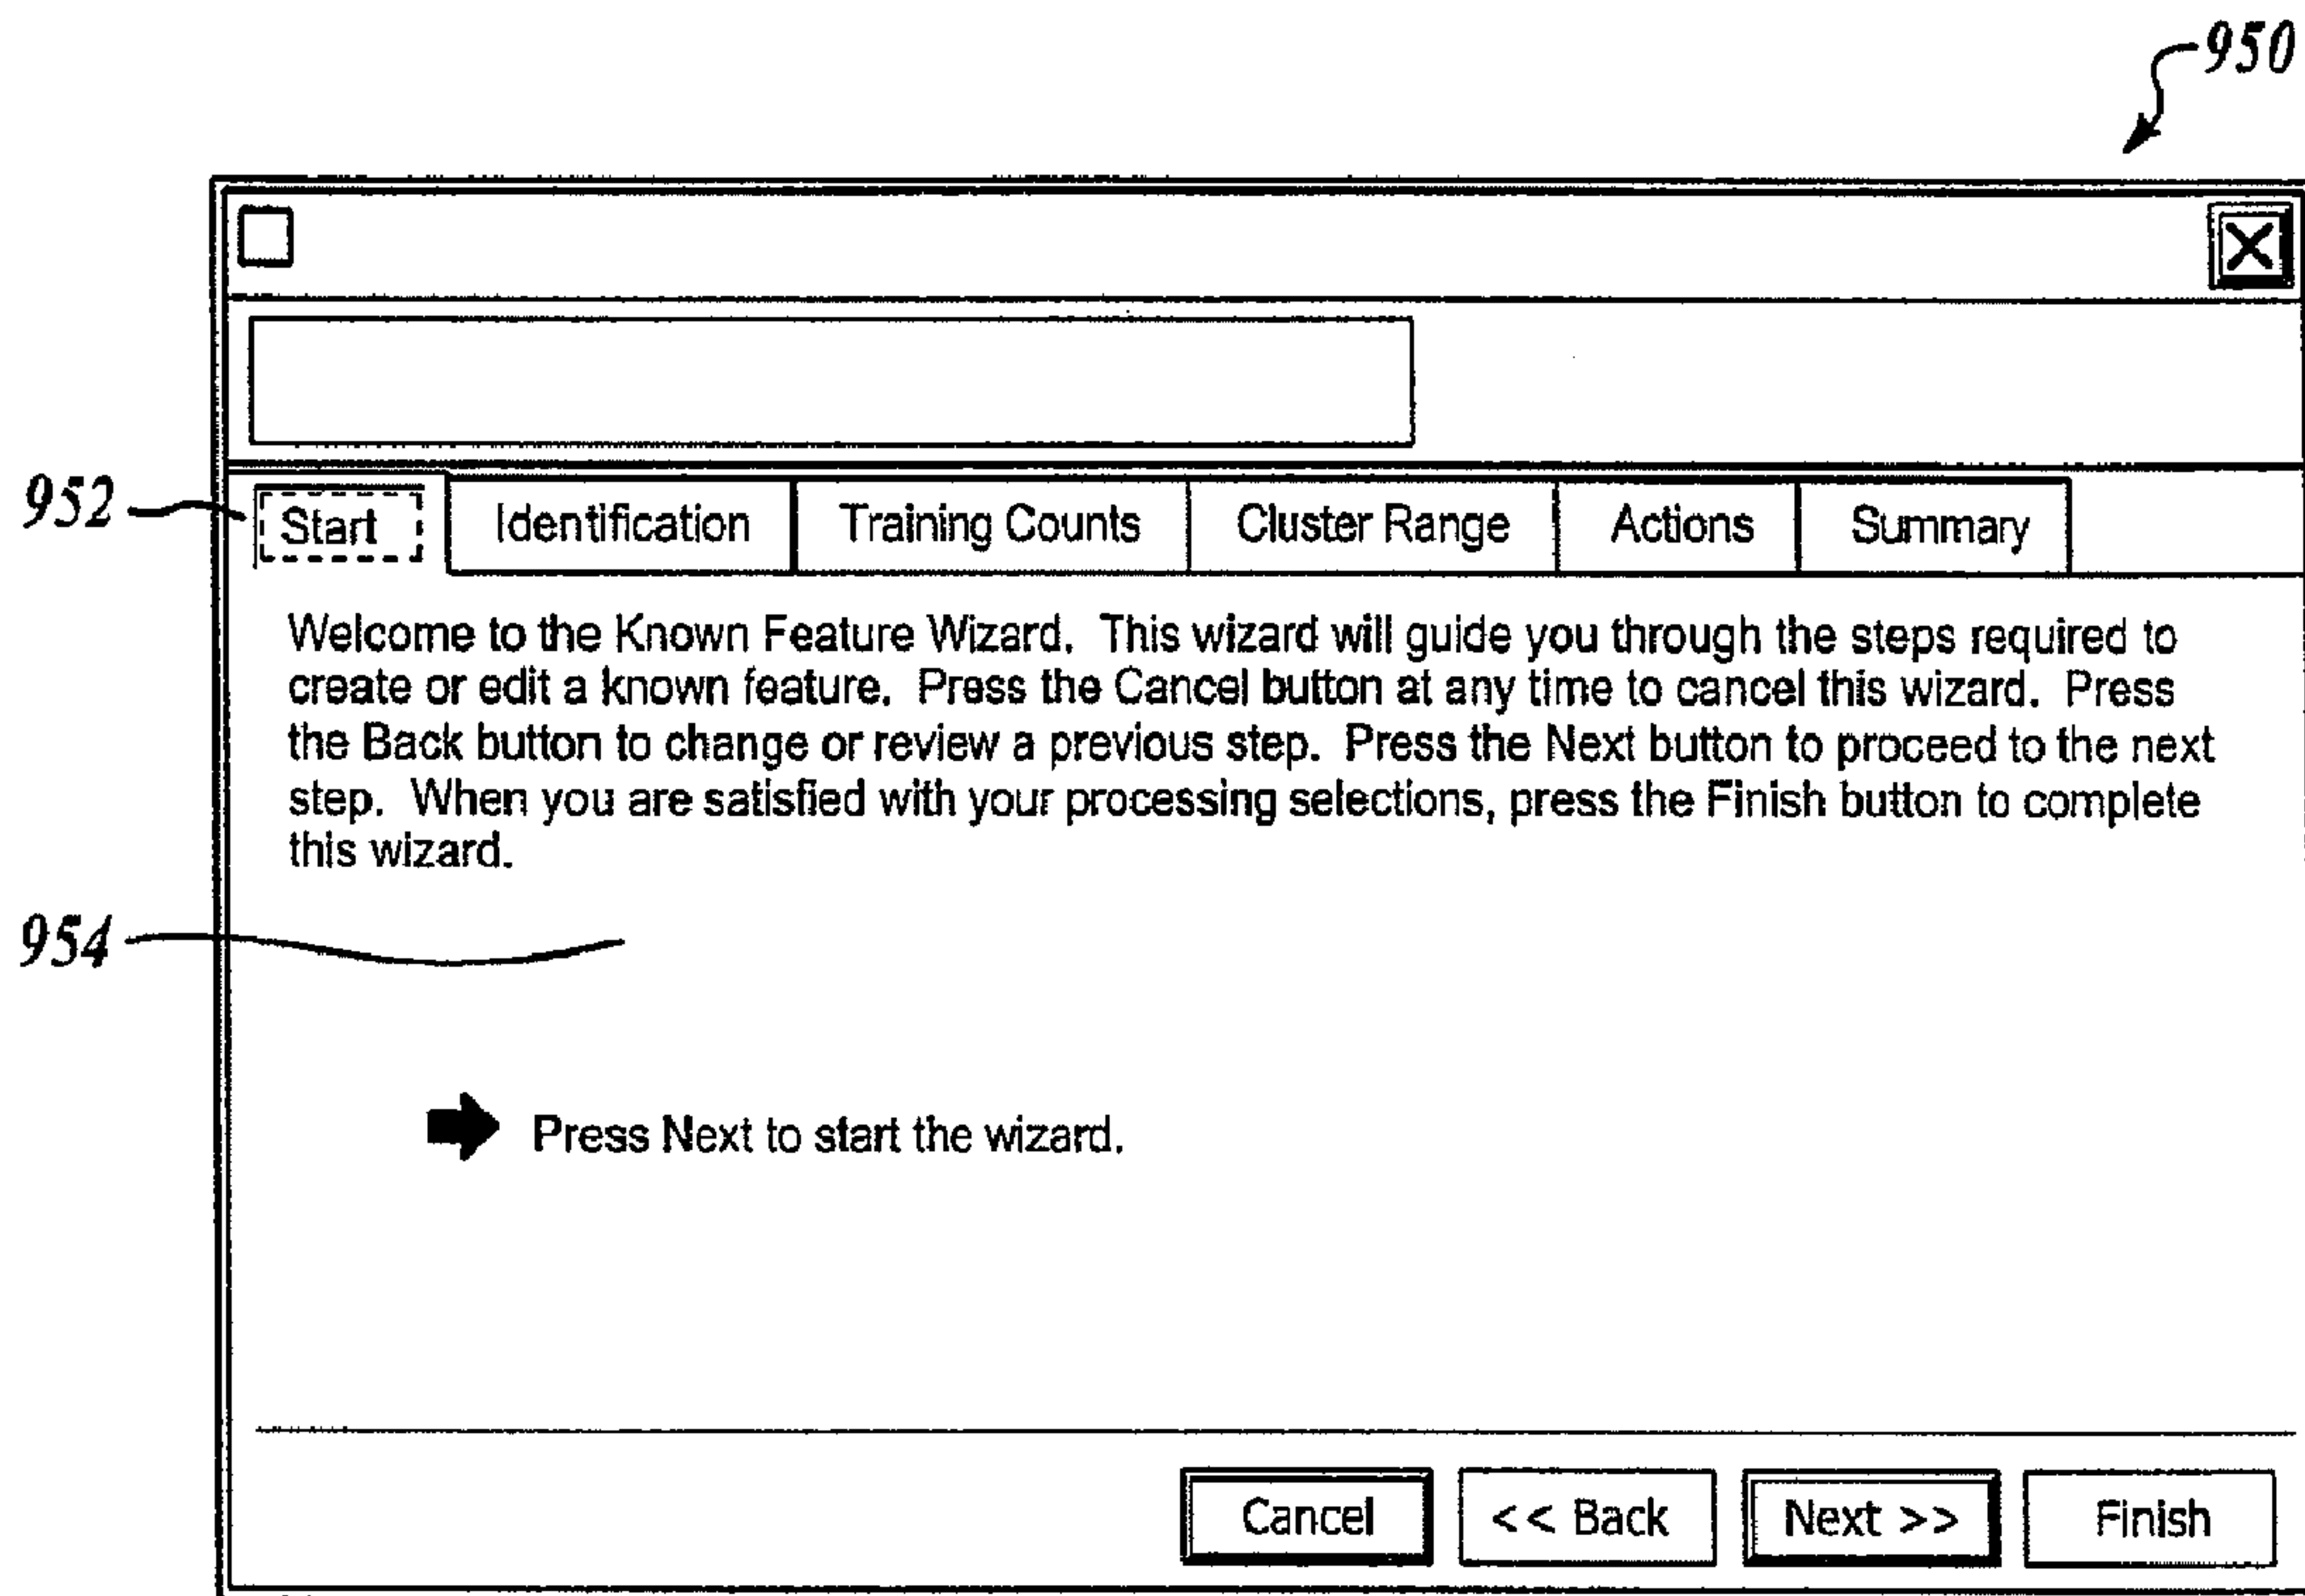 950
952
Start Identification Training Counts Cluster Range Actions Summary
Welcome to the Known Feature Wizard. This wizard will guide you through the steps required to
create or edit a known feature. Press the Cancel button at any time to cancel this wizard. Press
the Back button to change or review a previous step. Press the Next button to proceed to the next
step. When you are satisfied with your processing selections, press the Finish button to complete
this wizard.
954
Press Next to start the wizard.
Cancel << Back Next >> Finish